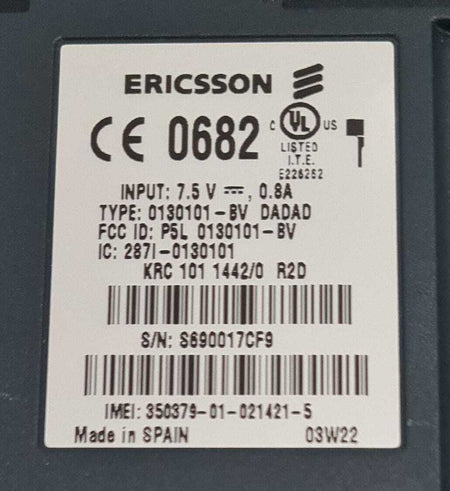 ERICSSON
CE 0682
c UL US
LISTED
I.T.E.
E226262
INPUT: 7.5 V ⎓, 0.8A
TYPE: 0130101-BV DADAD
FCC ID: P5L 0130101-BV
IC: 287I-0130101
KRC 101 1442/0 R2D
S/N: S690017CF9
IMEI: 350379-01-021421-5
Made in SPAIN 03W22